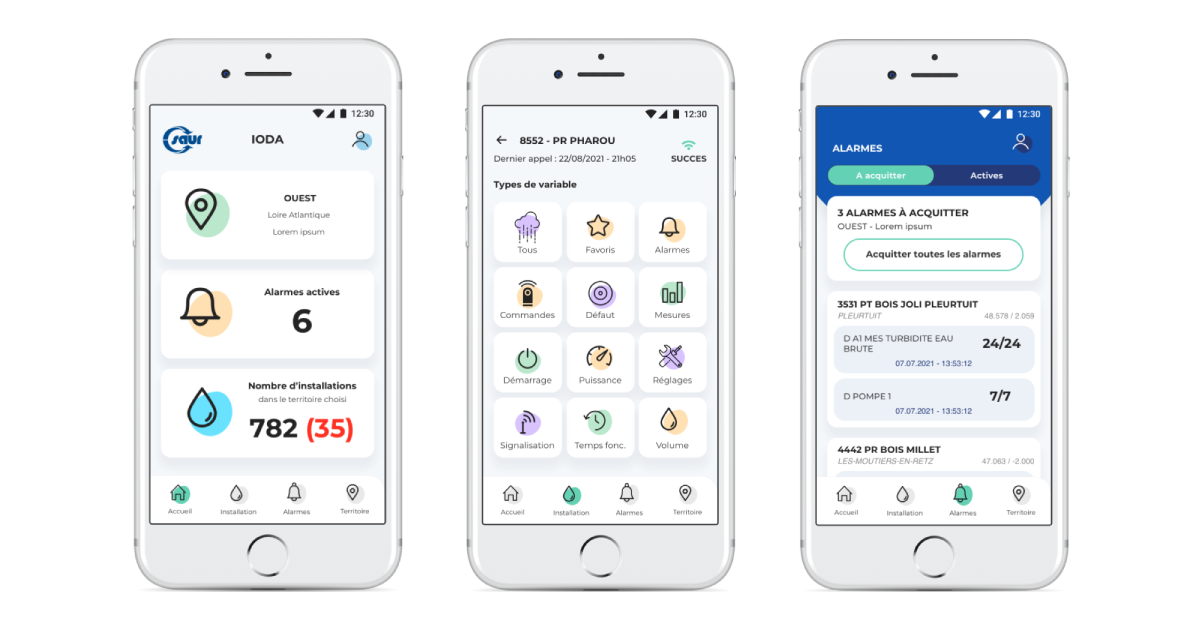 12:30
saur
IODA
OUEST
Loire Atlantique
Lorem ipsum
Alarmes actives
6
Nombre d'installations
dans le territoire choisi
782 (35)
Accueil
Installation
Alarmes
Territoire
12:30
8552 - PR PHAROU
Dernier appel : 22/08/2021 - 21h05
SUCCES
Types de variable
Tous
Favoris
Alarmes
Commandes
Défaut
Mesures
Démarrage
Puissance
Réglages
Signalisation
Temps fonc.
Volume
Accueil
Installation
Alarmes
Territoire
12:30
ALARMES
A acquitter
Actives
3 ALARMES À ACQUITTER
OUEST - Lorem ipsum
Acquitter toutes les alarmes
3531 PT BOIS JOLI PLEURTUIT
PLEURTUIT
48.578 / 2.059
D A1 MES TURBIDITE EAU
BRUTE
24/24
07.07.2021 - 13:53:12
D POMPE 1
7/7
07.07.2021 - 13:53:12
4442 PR BOIS MILLET
LES-MOUTIERS-EN-RETZ
47.063 / -2.000
Accueil
Installation
Alarmes
Territoire